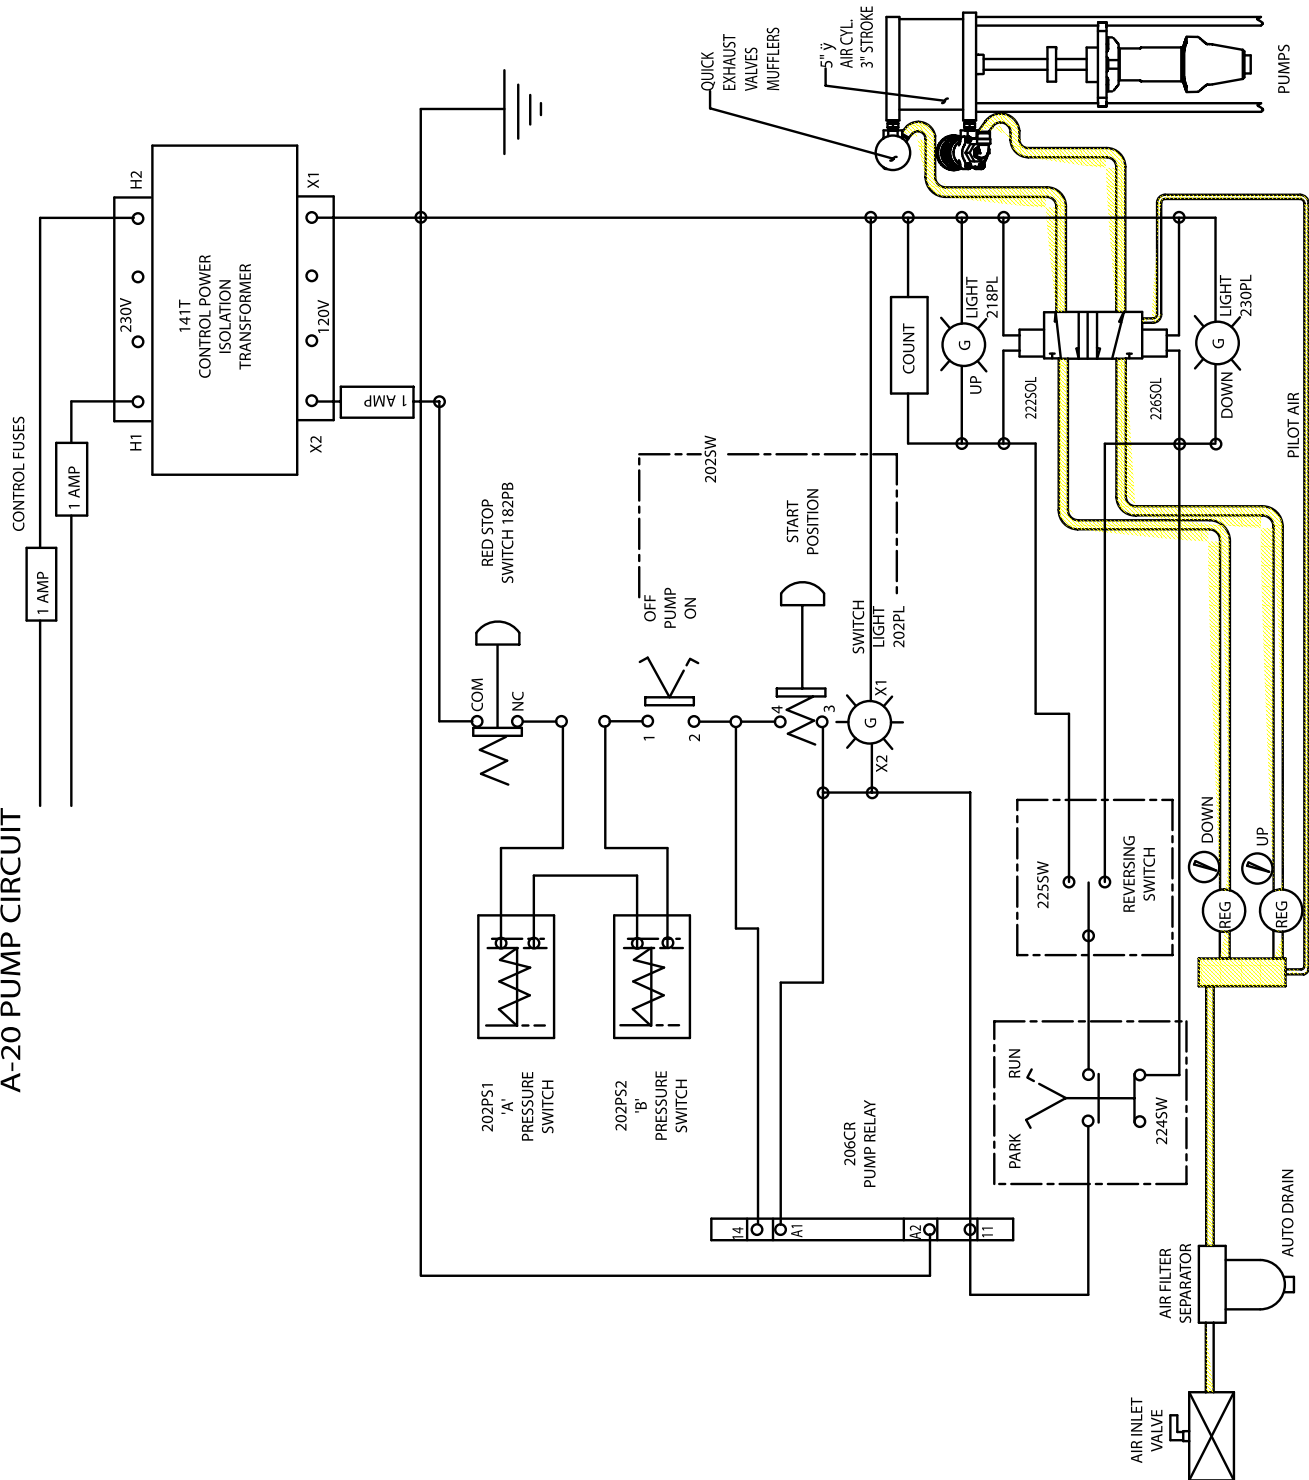 A-20 PUMP CIRCUIT
CONTROL FUSES
1 AMP
1 AMP
H1
H2
230V
141T
CONTROL POWER
ISOLATION
TRANSFORMER
X2
X1
120V
1 AMP
RED STOP
SWITCH 182PB
COM
NC
202PS1
'A'
PRESSURE
SWITCH
202PS2
'B'
PRESSURE
SWITCH
OFF
PUMP
ON
1
2
202SW
START
POSITION
4
3
SWITCH
LIGHT
202PL
X2
G
X1
206CR
PUMP RELAY
14
A1
A2
11
PARK
RUN
224SW
225SW
REVERSING
SWITCH
COUNT
UP
G
LIGHT
218PL
222SOL
226SOL
DOWN
G
LIGHT
230PL
PILOT AIR
QUICK
EXHAUST
VALVES
MUFFLERS
5" ÿ
AIR CYL.
3" STROKE
PUMPS
DOWN
UP
REG
REG
AIR INLET
VALVE
AIR FILTER
SEPARATOR
AUTO DRAIN